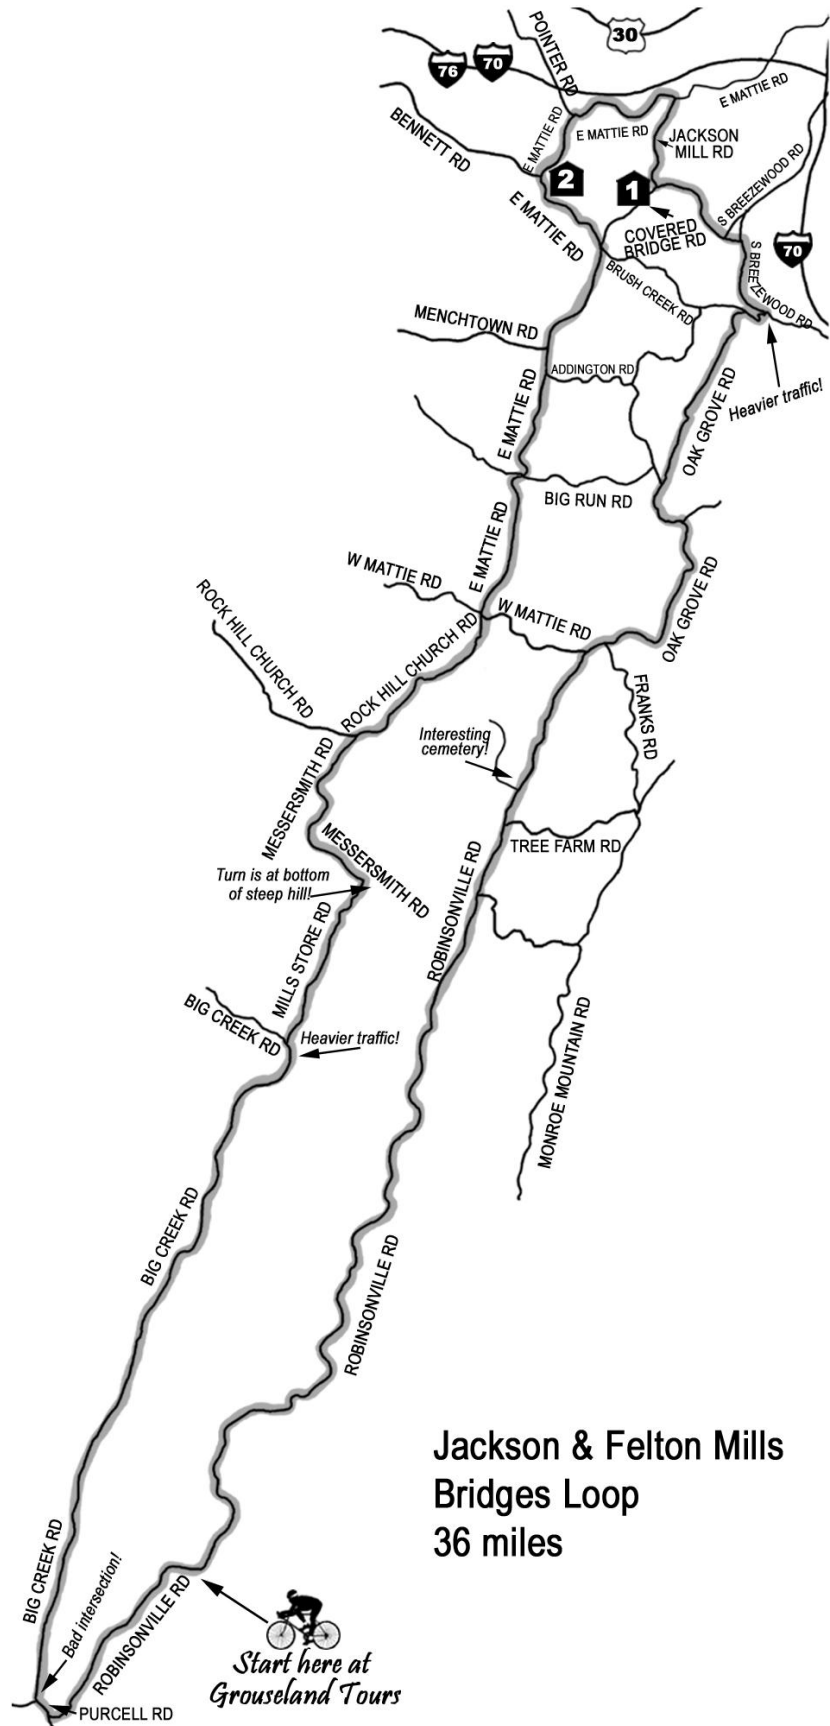 30
POINTER RD
76
70
E MATTIE RD
BENNETT RD
E MATTIE RD
E MATTIE RD
JACKSON
MILL RD
S BREEZEWOOD RD
2
1
E MATTIE RD
COVERED
BRIDGE RD
70
S BREEZEWOOD RD
BRUSH CREEK RD
MENCHTOWN RD
ADDINGTON RD
Heavier traffic!
E MATTIE RD
OAK GROVE RD
BIG RUN RD
E MATTIE RD
W MATTIE RD
W MATTIE RD
OAK GROVE RD
ROCK HILL CHURCH RD
ROCK HILL CHURCH RD
FRANKS RD
Interesting
cemetery!
MESSERSMITH RD
MESSERSMITH RD
TREE FARM RD
Turn is at bottom
of steep hill!
ROBINSONVILLE RD
MILLS STORE RD
BIG CREEK RD
Heavier traffic!
MONROE MOUNTAIN RD
BIG CREEK RD
ROBINSONVILLE RD
Jackson & Felton Mills
Bridges Loop
36 miles
BIG CREEK RD
Bad intersection!
ROBINSONVILLE RD
Start here at
Grouseland Tours
PURCELL RD